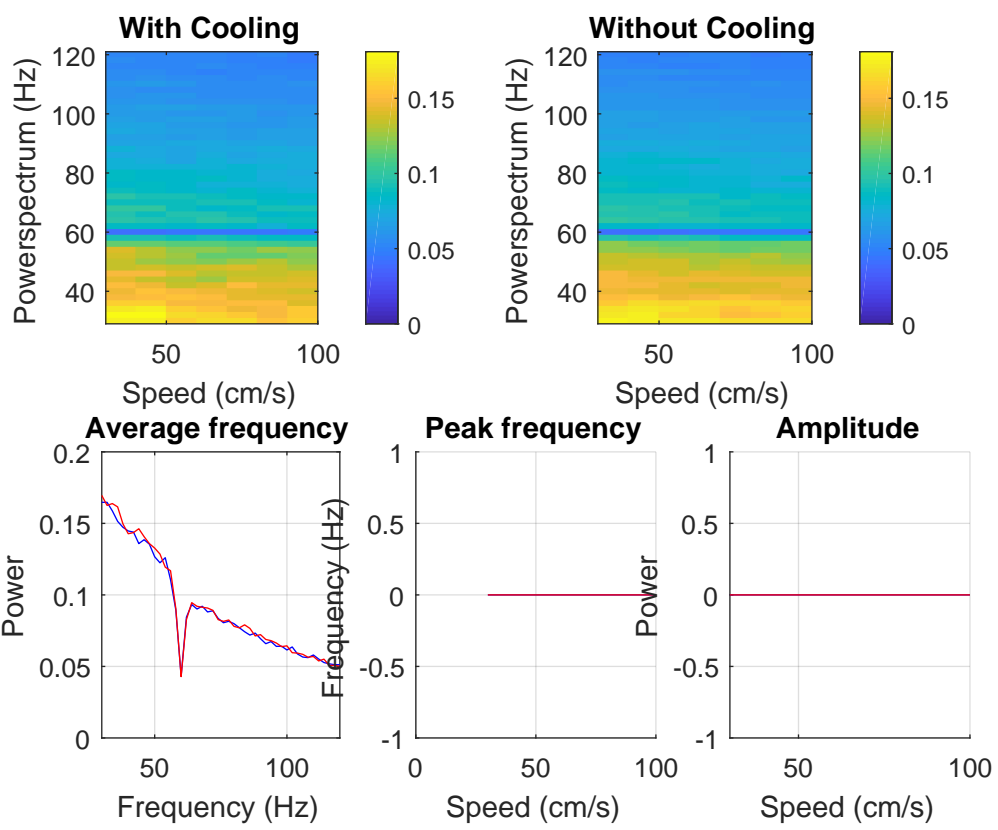 With Cooling
Powerspectrum (Hz)
120
100
80
60
40
50
100
Speed (cm/s)
0.15
0.1
0.05
0
Without Cooling
Powerspectrum (Hz)
120
100
80
60
40
50
100
Speed (cm/s)
0.15
0.1
0.05
0
Average frequency
Power
0.2
0.15
0.1
0.05
0
50
100
Frequency (Hz)
Peak frequency
Frequency (Hz)
1
0.5
0
-0.5
-1
0
50
100
Speed (cm/s)
Amplitude
Power
1
0.5
0
-0.5
-1
50
100
Speed (cm/s)